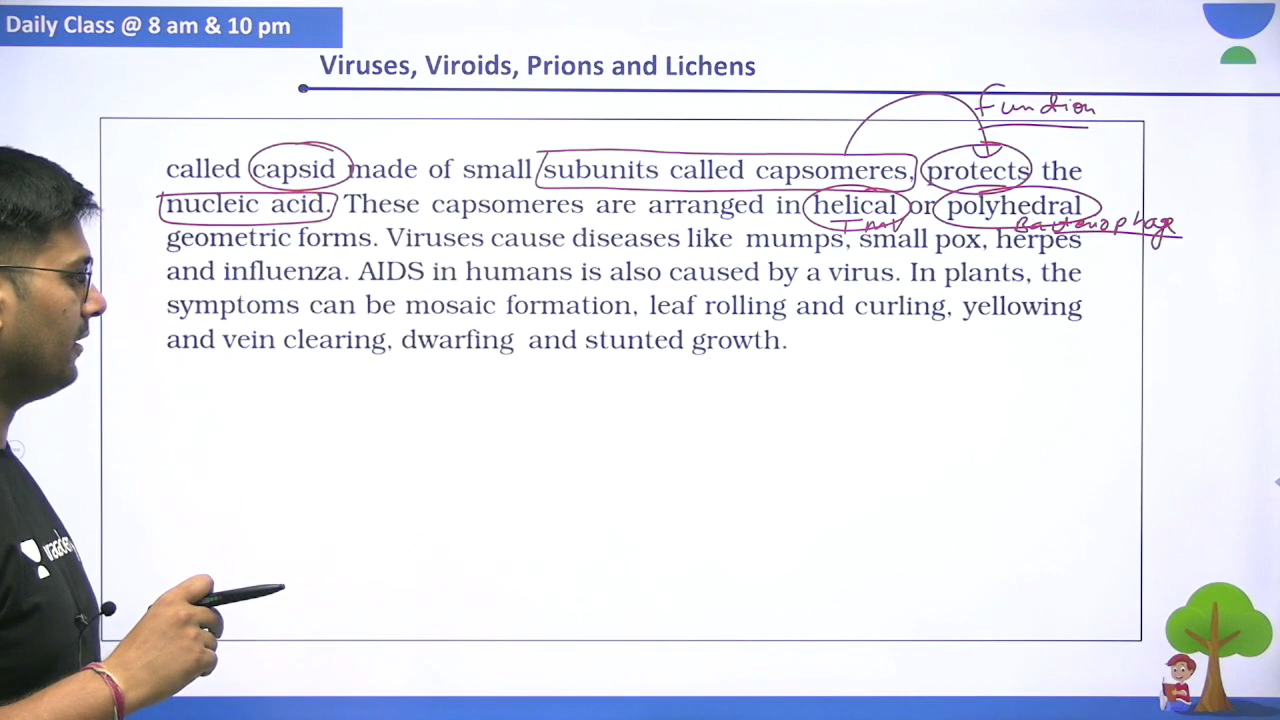 Daily Class @ 8 am & 10 pm
Viruses, Viroids, Prions and Lichens
function
called capsid made of small subunits called capsomeres, protects the
nucleic acid. These capsomeres are arranged in helical or polyhedral
TMV Bacteriophage
geometric forms. Viruses cause diseases like mumps, small pox, herpes
and influenza. AIDS in humans is also caused by a virus. In plants, the
symptoms can be mosaic formation, leaf rolling and curling, yellowing
and vein clearing, dwarfing and stunted growth.